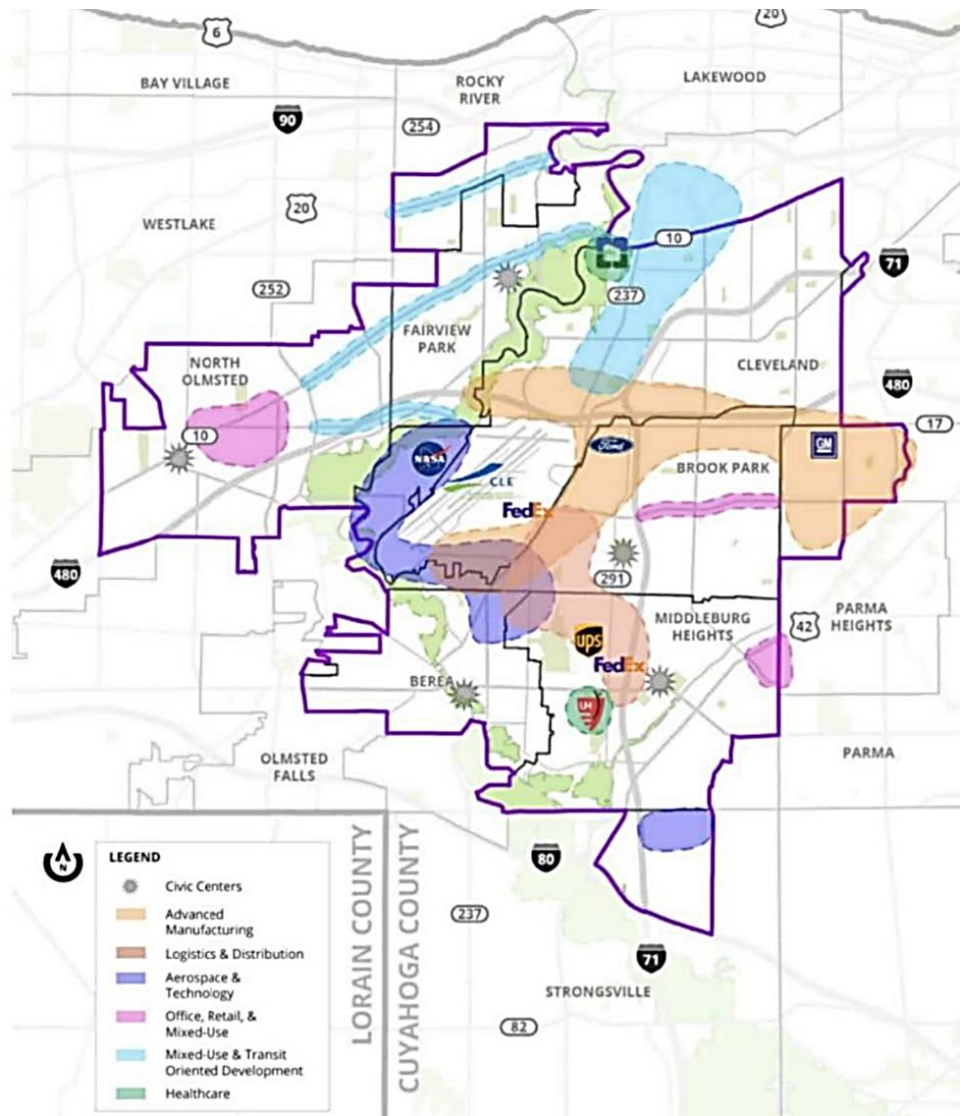 6
20
BAY VILLAGE
ROCKY
RIVER
LAKEWOOD
90
254
20
WESTLAKE
10
71
252
237
FAIRVIEW
PARK
NORTH
OLMSTED
CLEVELAND
480
17
10
NASA
Ford
GM
BROOK PARK
CLE
FedEx
480
291
MIDDLEBURG
HEIGHTS
42
PARMA
HEIGHTS
ups
FedEx
BEREA
UH
OLMSTED
FALLS
PARMA
N
LEGEND
Civic Centers
Advanced
Manufacturing
Logistics & Distribution
Aerospace &
Technology
Office, Retail, &
Mixed-Use
Mixed-Use & Transit
Oriented Development
Healthcare
LORAIN COUNTY
CUYAHOGA COUNTY
80
237
71
STRONGSVILLE
82